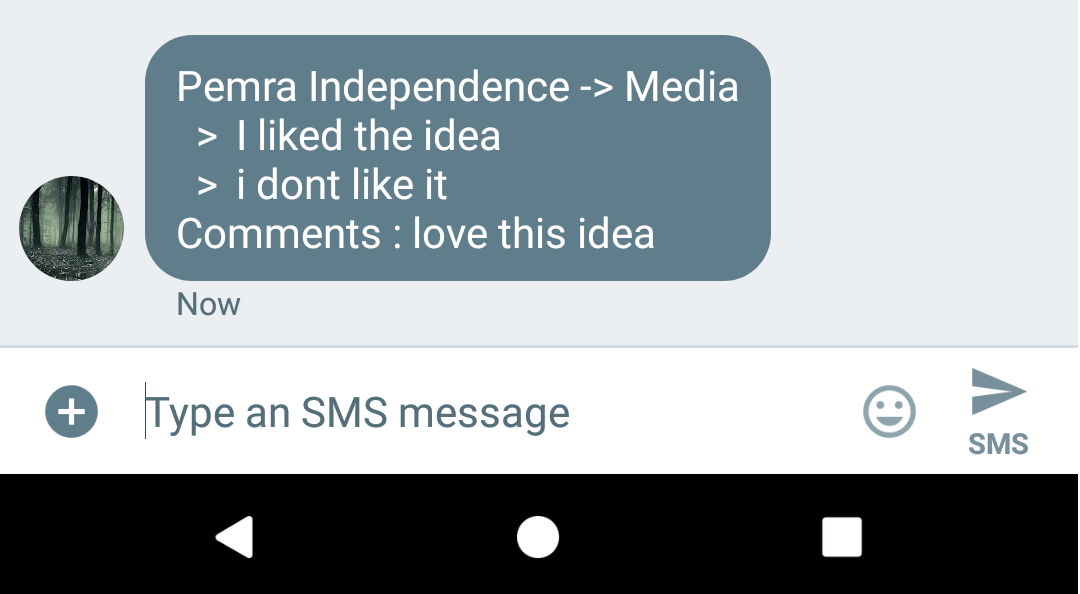 Pemra Independence -> Media
> I liked the idea
> i dont like it
Comments : love this idea
Now
Type an SMS message
SMS